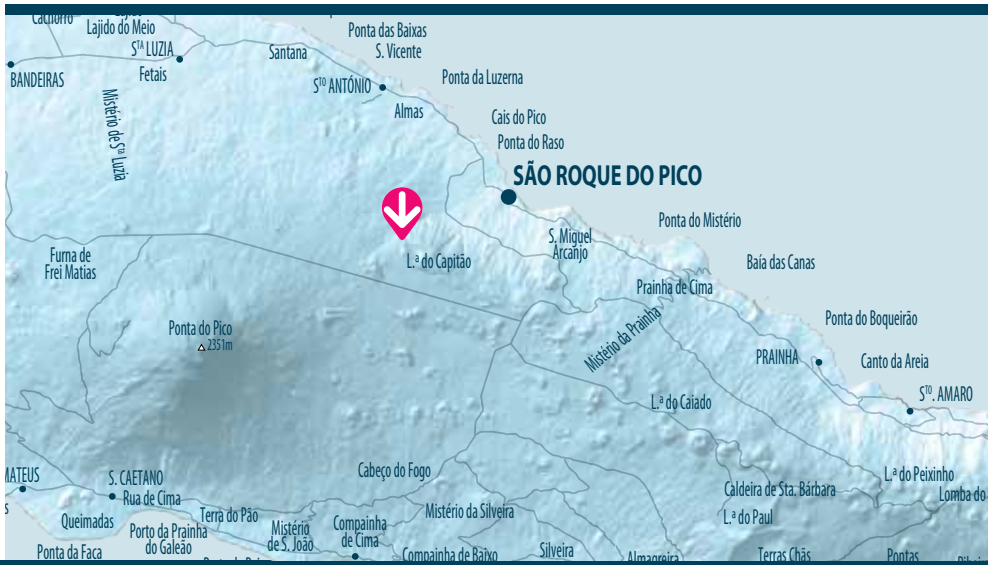 Cachorro
Lajido do Meio
Sᵀᴬ LUZIA
Fetais
BANDEIRAS
Mistério de Sᵗᵃ Luzia
Santana
Ponta das Baixas
S. Vicente
Sᵀᴼ ANTÓNIO
Almas
Ponta da Luzerna
Cais do Pico
Ponta do Raso
SÃO ROQUE DO PICO
Ponta do Mistério
S. Miguel
Arcanjo
Baía das Canas
Prainha de Cima
L.ª do Capitão
Furna de
Frei Matias
Ponta do Pico
2351m
Mistério da Prainha
Ponta do Boqueirão
PRAINHA
Canto da Areia
Sᵀᴼ. AMARO
L.ª do Caiado
MATEUS
S. CAETANO
Rua de Cima
Queimadas
Terra do Pão
Porto da Prainha
do Galeão
Ponta da Faca
Mistério
de S. João
Compainha
de Cima
Cabeço do Fogo
Mistério da Silveira
Compainha de Baixo
Silveira
Almagreira
Caldeira de Sta. Bárbara
L.ª do Paul
L.ª do Peixinho
Lomba do
Terras Chãs
Pontas